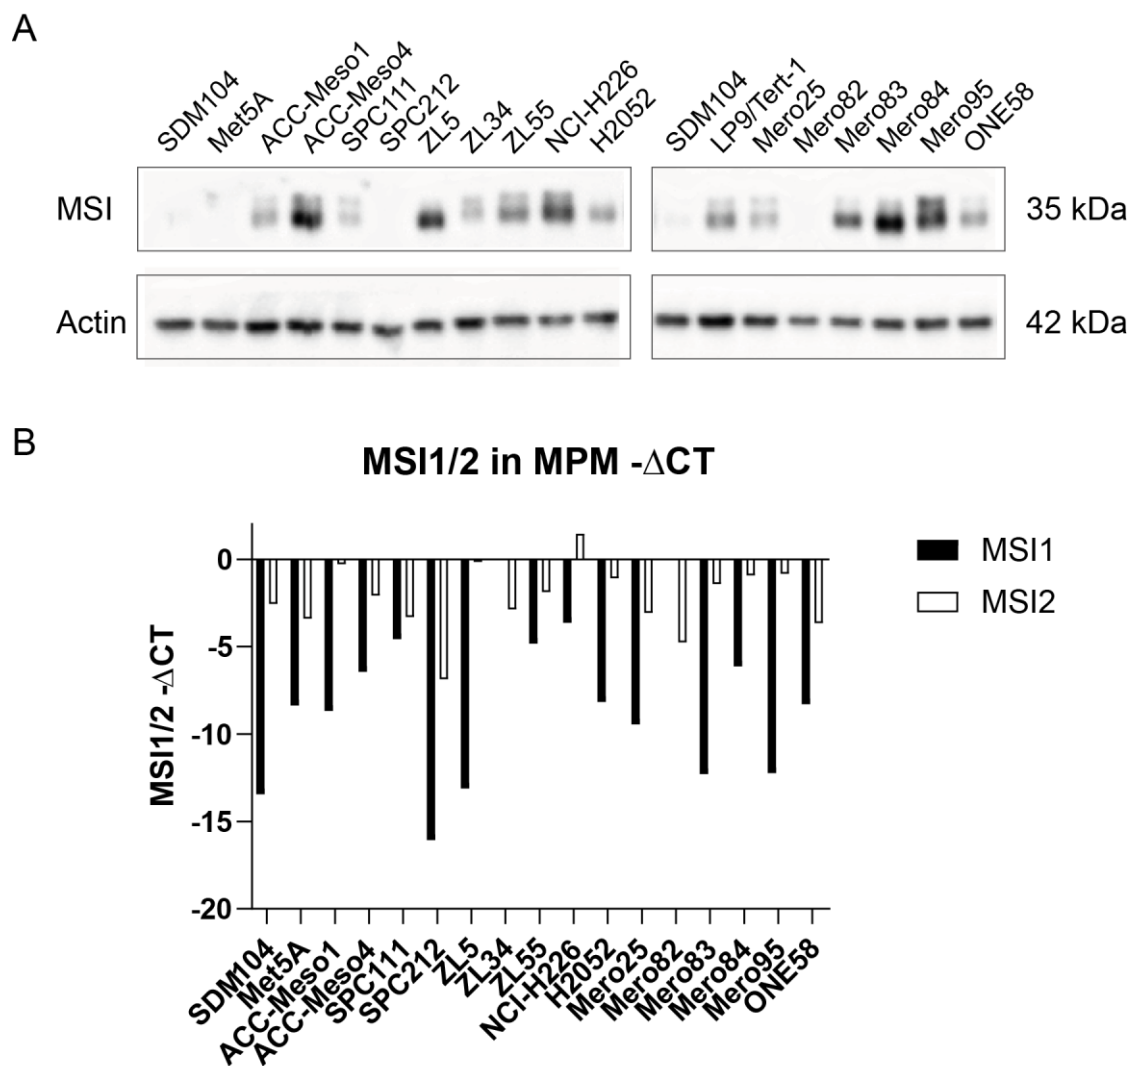 A
SDM104
Met5A
ACC-Meso1
ACC-Meso4
SPC111
SPC212
ZL5
ZL34
ZL55
NCI-H226
H2052
SDM104
LP9/Tert-1
Mero25
Mero82
Mero83
Mero84
Mero95
ONE58
MSI
35 kDa
Actin
42 kDa
B
MSI1/2 in MPM -ΔCT
MSI1
MSI2
MSI1/2 -ΔCT
0
-5
-10
-15
-20
SDM104
Met5A
ACC-Meso1
ACC-Meso4
SPC111
SPC212
ZL5
ZL34
ZL55
NCI-H226
H2052
Mero25
Mero82
Mero83
Mero84
Mero95
ONE58